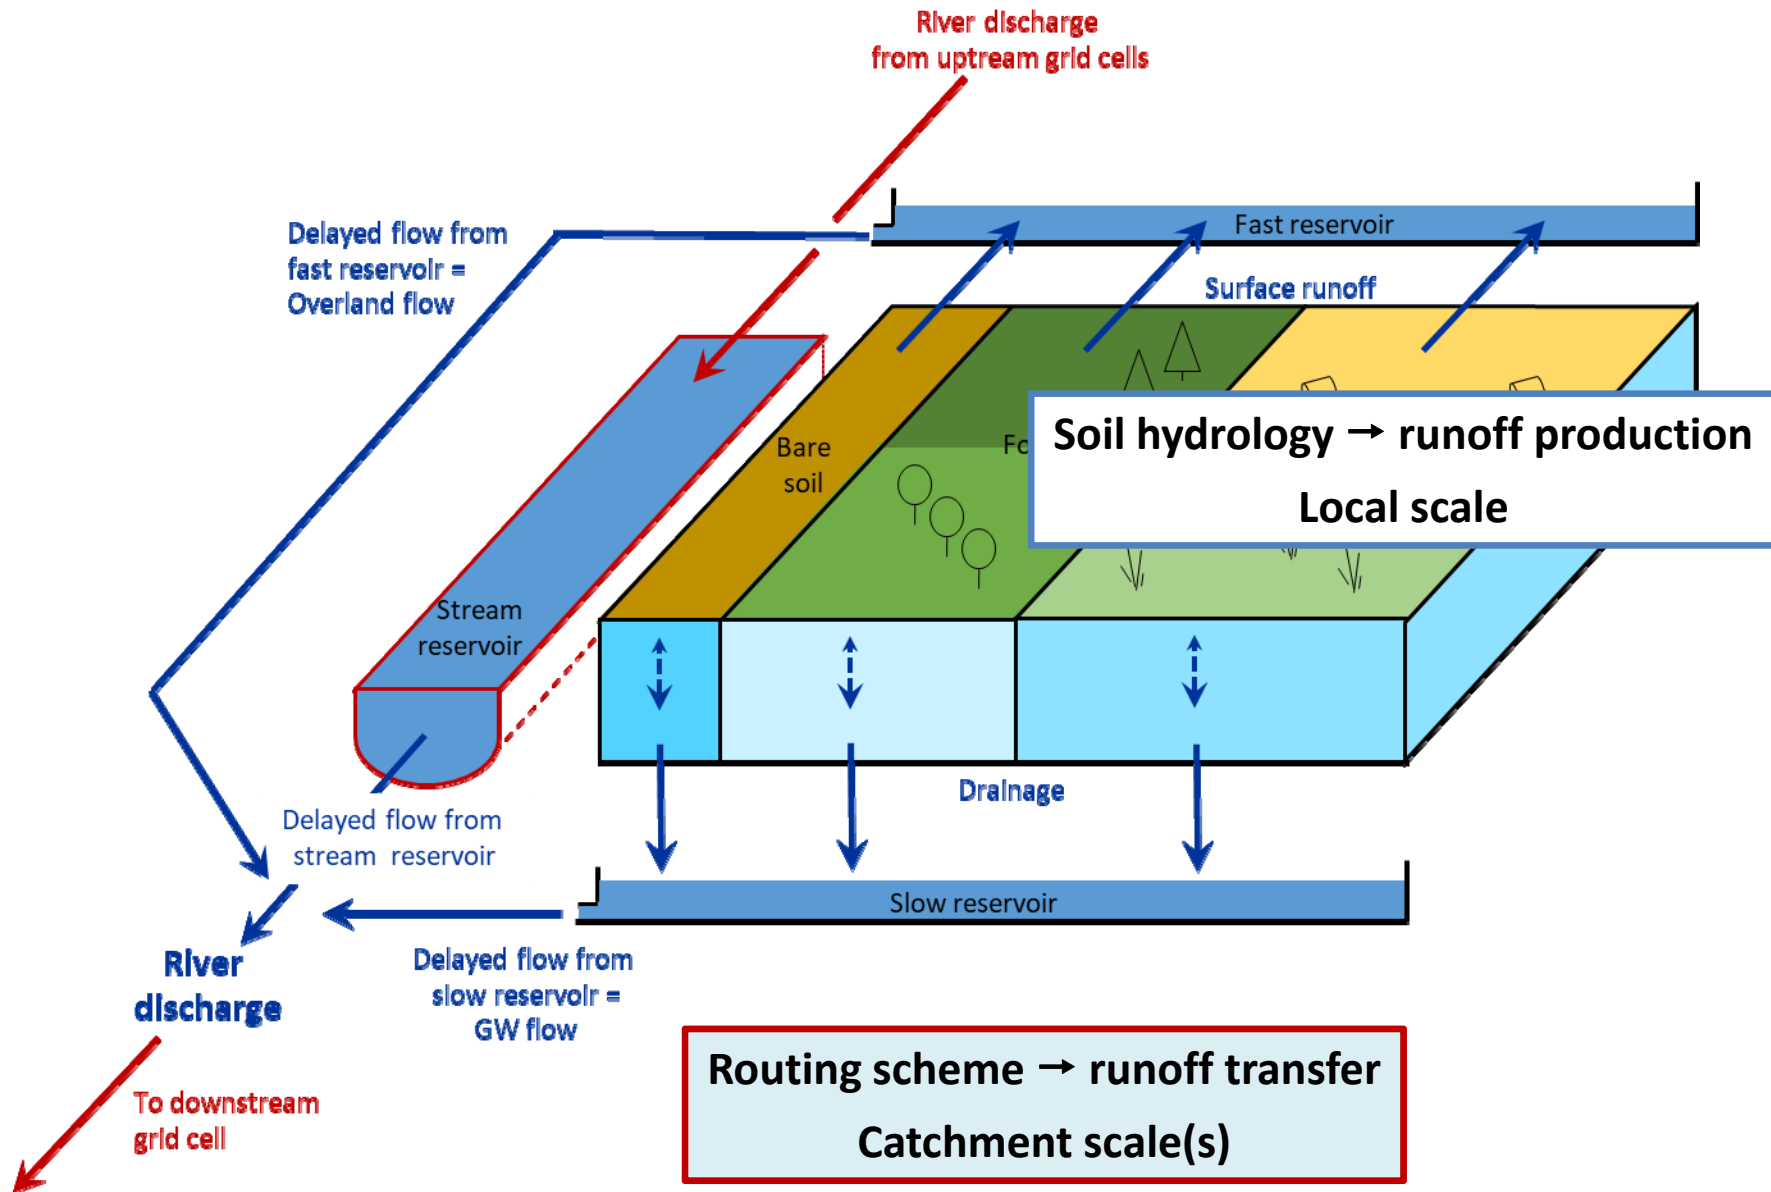 River discharge
from uptream grid cells
Fast reservoir
Delayed flow from
fast reservoir =
Overland flow
Surface runoff
Bare
soil
Soil hydrology → runoff production
Local scale
Stream
reservoir
Drainage
Delayed flow from
stream reservoir
Slow reservoir
River
discharge
Delayed flow from
slow reservoir =
GW flow
Routing scheme → runoff transfer
Catchment scale(s)
To downstream
grid cell